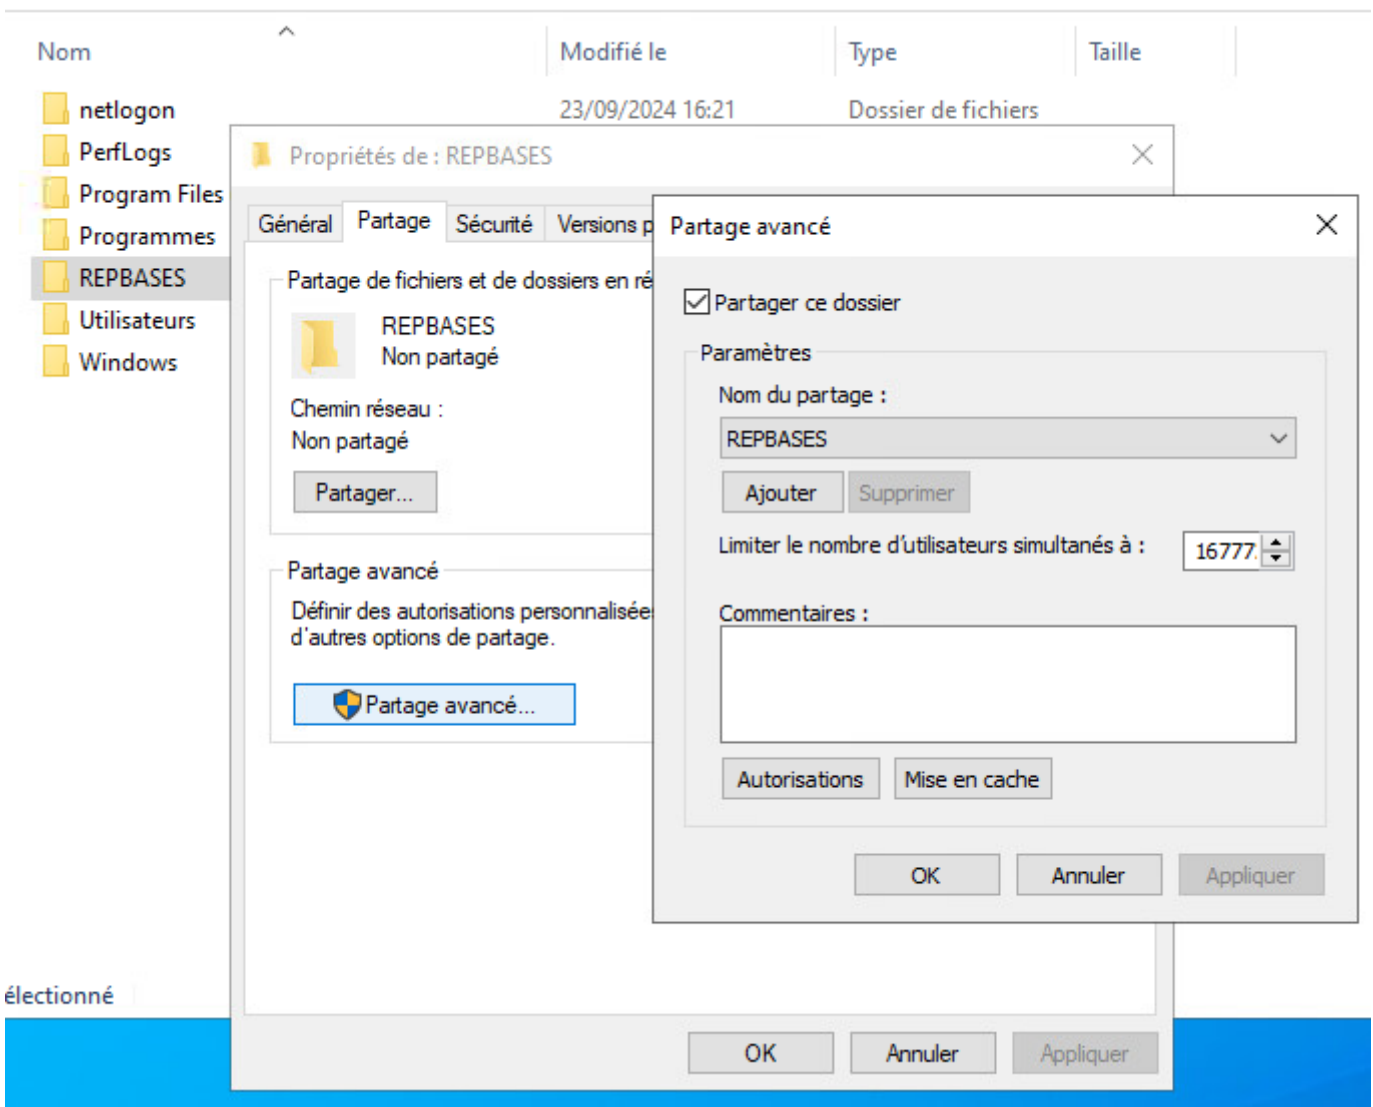 Nom Modifié le Type Taille
netlogon 23/09/2024 16:21 Dossier de fichiers
PerfLogs
Program Files
Programmes
REPBASES
Utilisateurs
Windows
électionné
Propriétés de : REPBASES
Général Partage Sécurité Versions p
Partage de fichiers et de dossiers en ré
REPBASES
Non partagé
Chemin réseau :
Non partagé
Partager...
Partage avancé
Définir des autorisations personnalisée
d'autres options de partage.
Partage avancé...
OK Annuler Appliquer
Partage avancé
Partager ce dossier
Paramètres
Nom du partage :
REPBASES
Ajouter Supprimer
Limiter le nombre d'utilisateurs simultanés à : 16777
Commentaires :
Autorisations Mise en cache
OK Annuler Appliquer